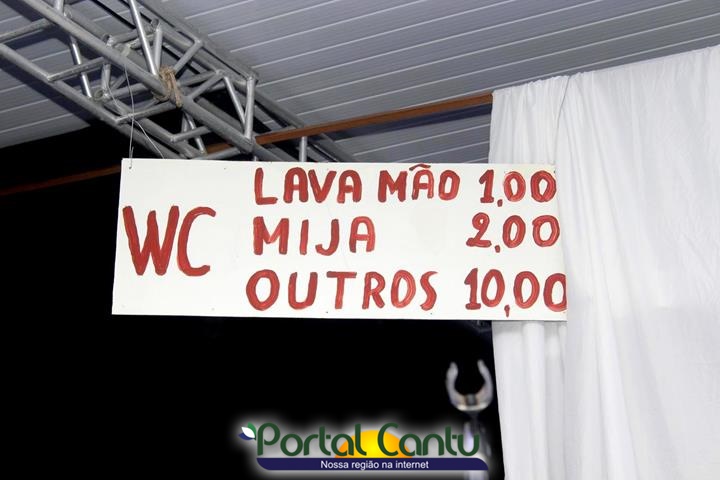 WC
LAVA MÃO 1,00
MIJA 2,00
OUTROS 10,00
Portal Cantu
Nossa região na internet